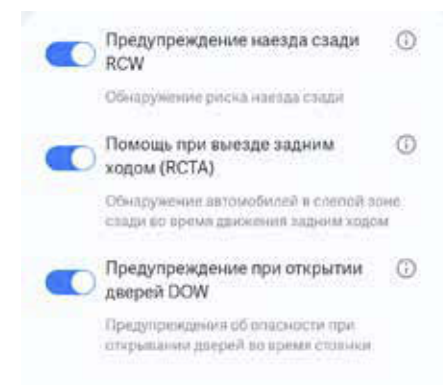 Предупреждение наезда сзади
RCW
Обнаружение риска наезда сзади
Помощь при выезде задним
ходом (RCTA)
Обнаружение автомобилей в слепой зоне
сзади во время движения задним ходом
Предупреждение при открытии
дверей DOW
Предупреждения об опасности при
открывании дверей во время стоянки